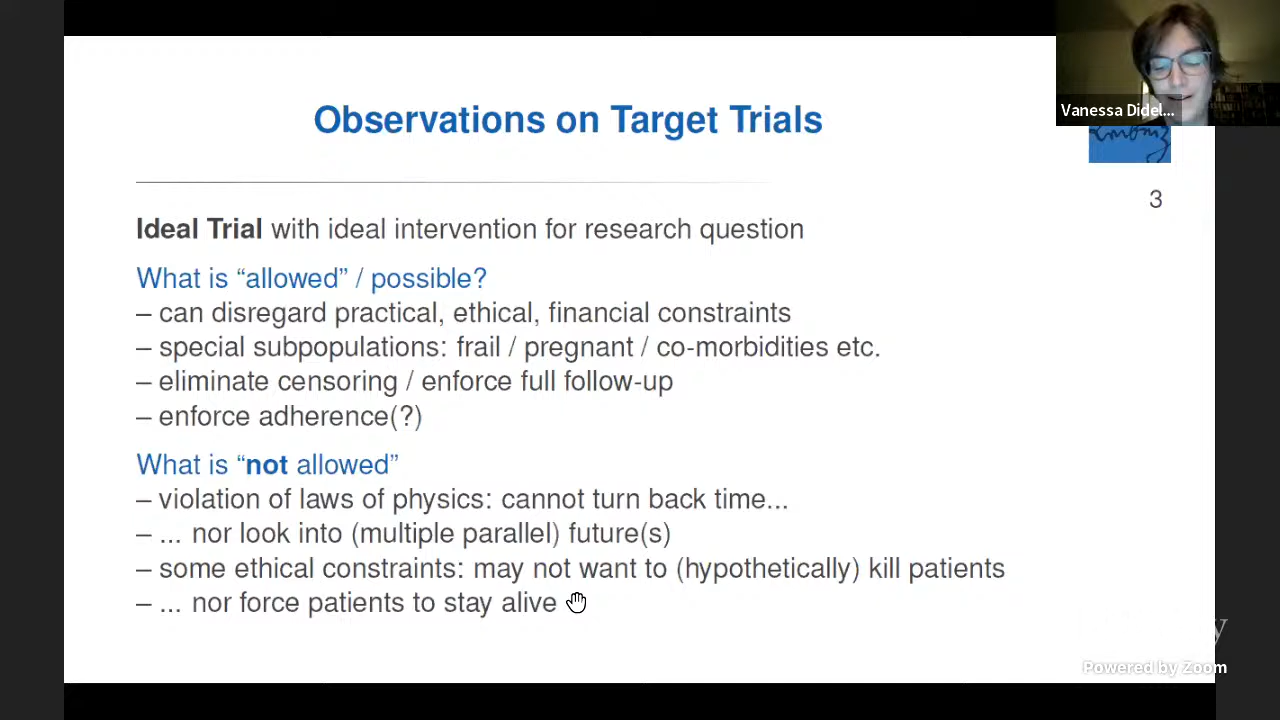 Observations on Target Trials
Vanessa Didel...
3
Ideal Trial with ideal intervention for research question
What is “allowed” / possible?
– can disregard practical, ethical, financial constraints
– special subpopulations: frail / pregnant / co-morbidities etc.
– eliminate censoring / enforce full follow-up
– enforce adherence(?)
What is “not allowed”
– violation of laws of physics: cannot turn back time...
– ... nor look into (multiple parallel) future(s)
– some ethical constraints: may not want to (hypothetically) kill patients
– ... nor force patients to stay alive
y
Powered by Zoom